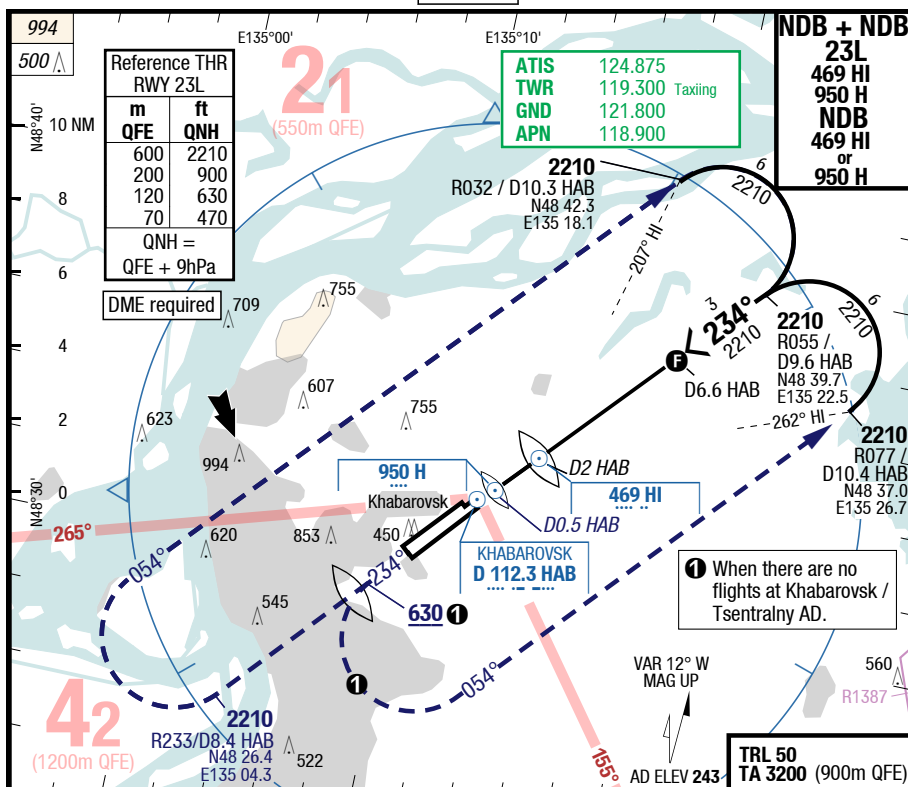 994
500
E135°00'
E135°10'
N48°40'
10 NM
8
6
4
2
0
N48°30'
Reference THR
RWY 23L
m ft
QFE QNH
600 2210
200 900
120 630
70 470
QNH =
QFE + 9hPa
DME required
21
(550m QFE)
ATIS 124.875
TWR 119.300 Taxiing
GND 121.800
APN 118.900
NDB + NDB
23L
469 HI
950 H
NDB
469 HI
or
950 H
2210
R032 / D10.3 HAB
N48 42.3
E135 18.1
6
2210
207° HI
3
234°
2210
6
2210
2210
R055 /
D9.6 HAB
N48 39.7
E135 22.5
F
D6.6 HAB
262° HI
2210
R077 /
D10.4 HAB
N48 37.0
E135 26.7
709
755
607
755
623
994
950 H
Khabarovsk
D2 HAB
469 HI
D0.5 HAB
KHABAROVSK
D 112.3 HAB
265°
620
853
450
234°
054°
545
630 1
1
054°
1 When there are no
flights at Khabarovsk /
Tsentralny AD.
VAR 12° W
MAG UP
560
R1387
42
(1200m QFE)
2210
R233/D8.4 HAB
N48 26.4
E135 04.3
522
155°
AD ELEV 243
TRL 50
TA 3200 (900m QFE)